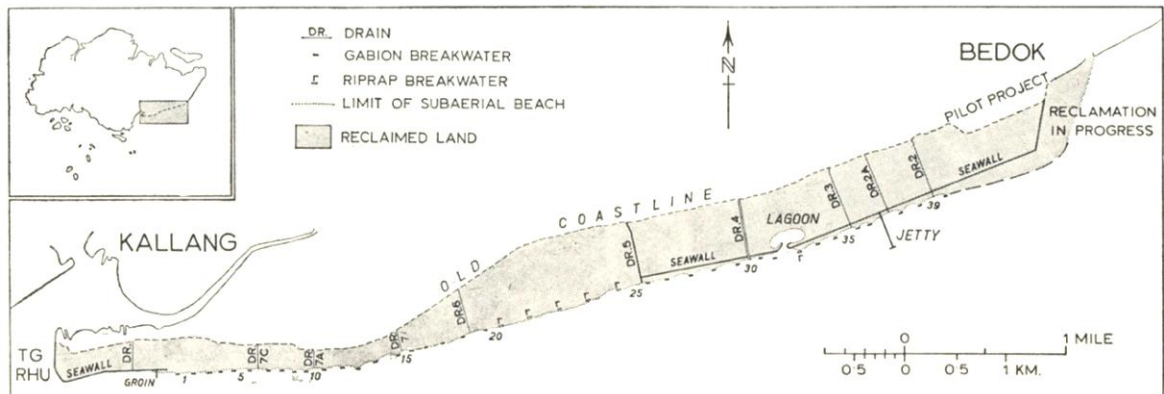 DR. DRAIN
GABION BREAKWATER
RIPRAP BREAKWATER
LIMIT OF SUBAERIAL BEACH
RECLAIMED LAND
N
BEDOK
PILOT PROJECT
RECLAMATION
IN PROGRESS
SEAWALL
DR.2
DR.2A
DR.3
39
35
JETTY
LAGOON
OLD COASTLINE
DR.4
DR.5
SEAWALL
30
25
KALLANG
DR.6
20
DR.
7
15
DR.
7A
10
DR.
7C
5
1
DR.
GROIN
SEAWALL
TG
RHU
0 1 MILE
0.5 0 0.5 1 KM.